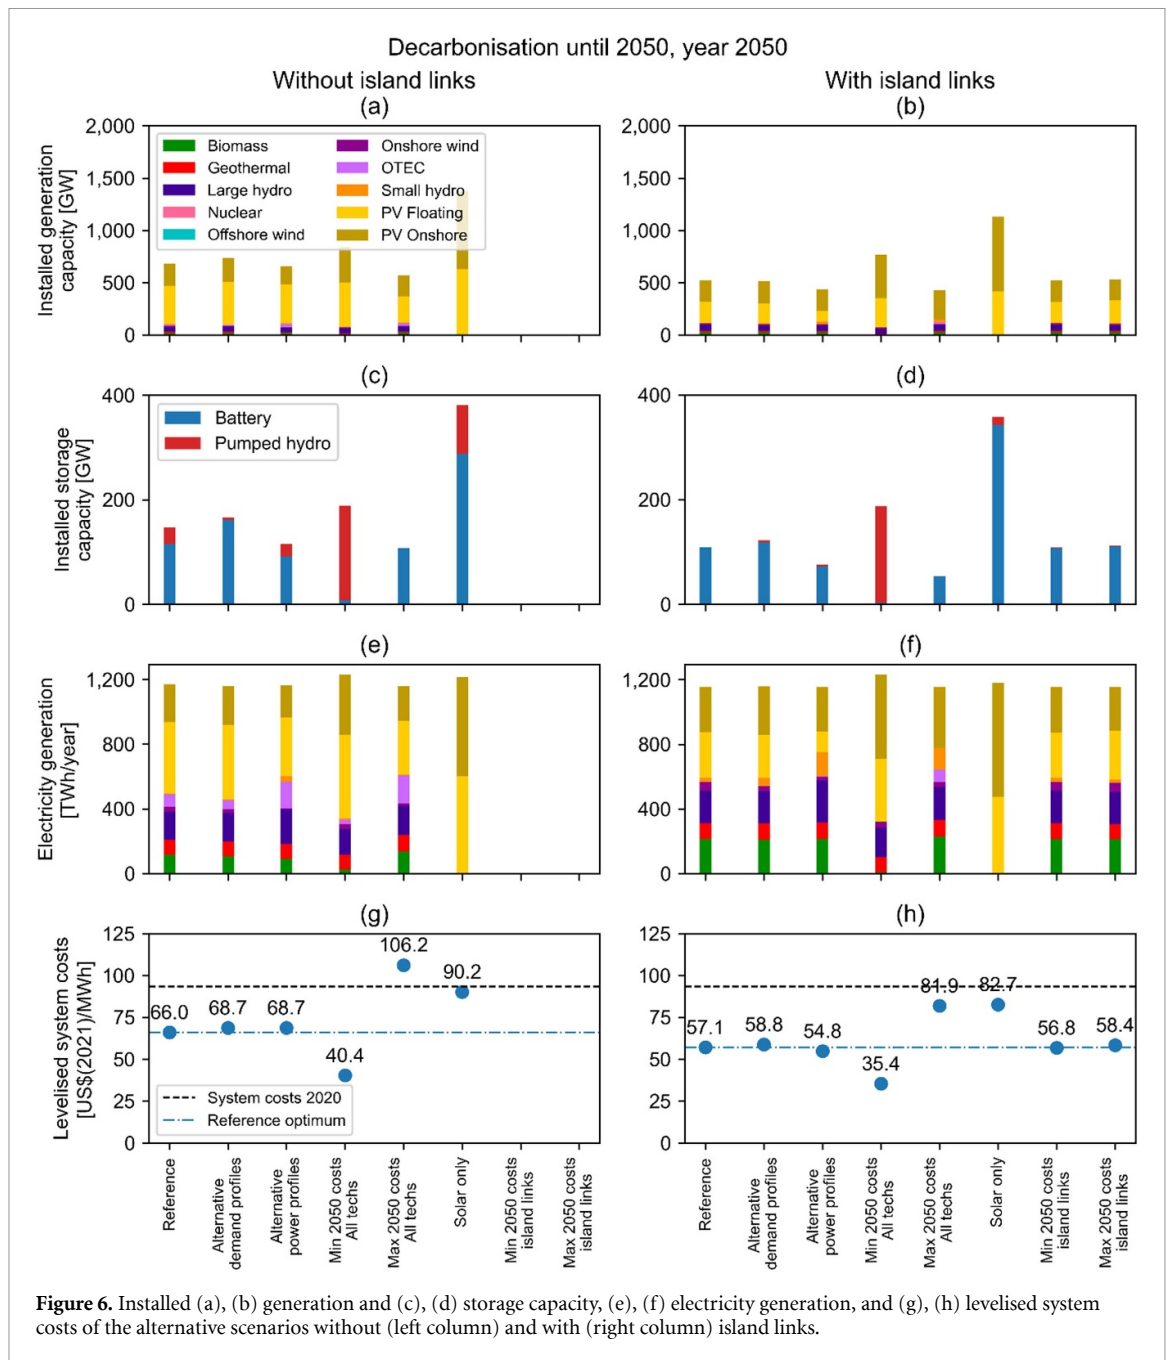 Decarbonisation until 2050, year 2050
Without island links
With island links
(a)
(b)
Installed generation
capacity [GW]
2,000
1,500
1,000
500
0
Biomass
Geothermal
Large hydro
Nuclear
Offshore wind
Onshore wind
OTEC
Small hydro
PV Floating
PV Onshore
2,000
1,500
1,000
500
0
(c)
(d)
Installed storage
capacity [GW]
400
200
0
Battery
Pumped hydro
400
200
0
(e)
(f)
Electricity generation
[TWh/year]
1,200
800
400
0
1,200
800
400
0
(g)
(h)
Levelised system costs
[US$(2021)/MWh]
125
100
75
50
25
0
66.0
68.7
68.7
40.4
106.2
90.2
System costs 2020
Reference optimum
125
100
75
50
25
0
57.1
58.8
54.8
35.4
81.9
82.7
56.8
58.4
Reference
Alternative
demand profiles
Alternative
power profiles
Min 2050 costs
All techs
Max 2050 costs
All techs
Solar only
Min 2050 costs
island links
Max 2050 costs
island links
Reference
Alternative
demand profiles
Alternative
power profiles
Min 2050 costs
All techs
Max 2050 costs
All techs
Solar only
Min 2050 costs
island links
Max 2050 costs
island links
Figure 6. Installed (a), (b) generation and (c), (d) storage capacity, (e), (f) electricity generation, and (g), (h) levelised system
costs of the alternative scenarios without (left column) and with (right column) island links.